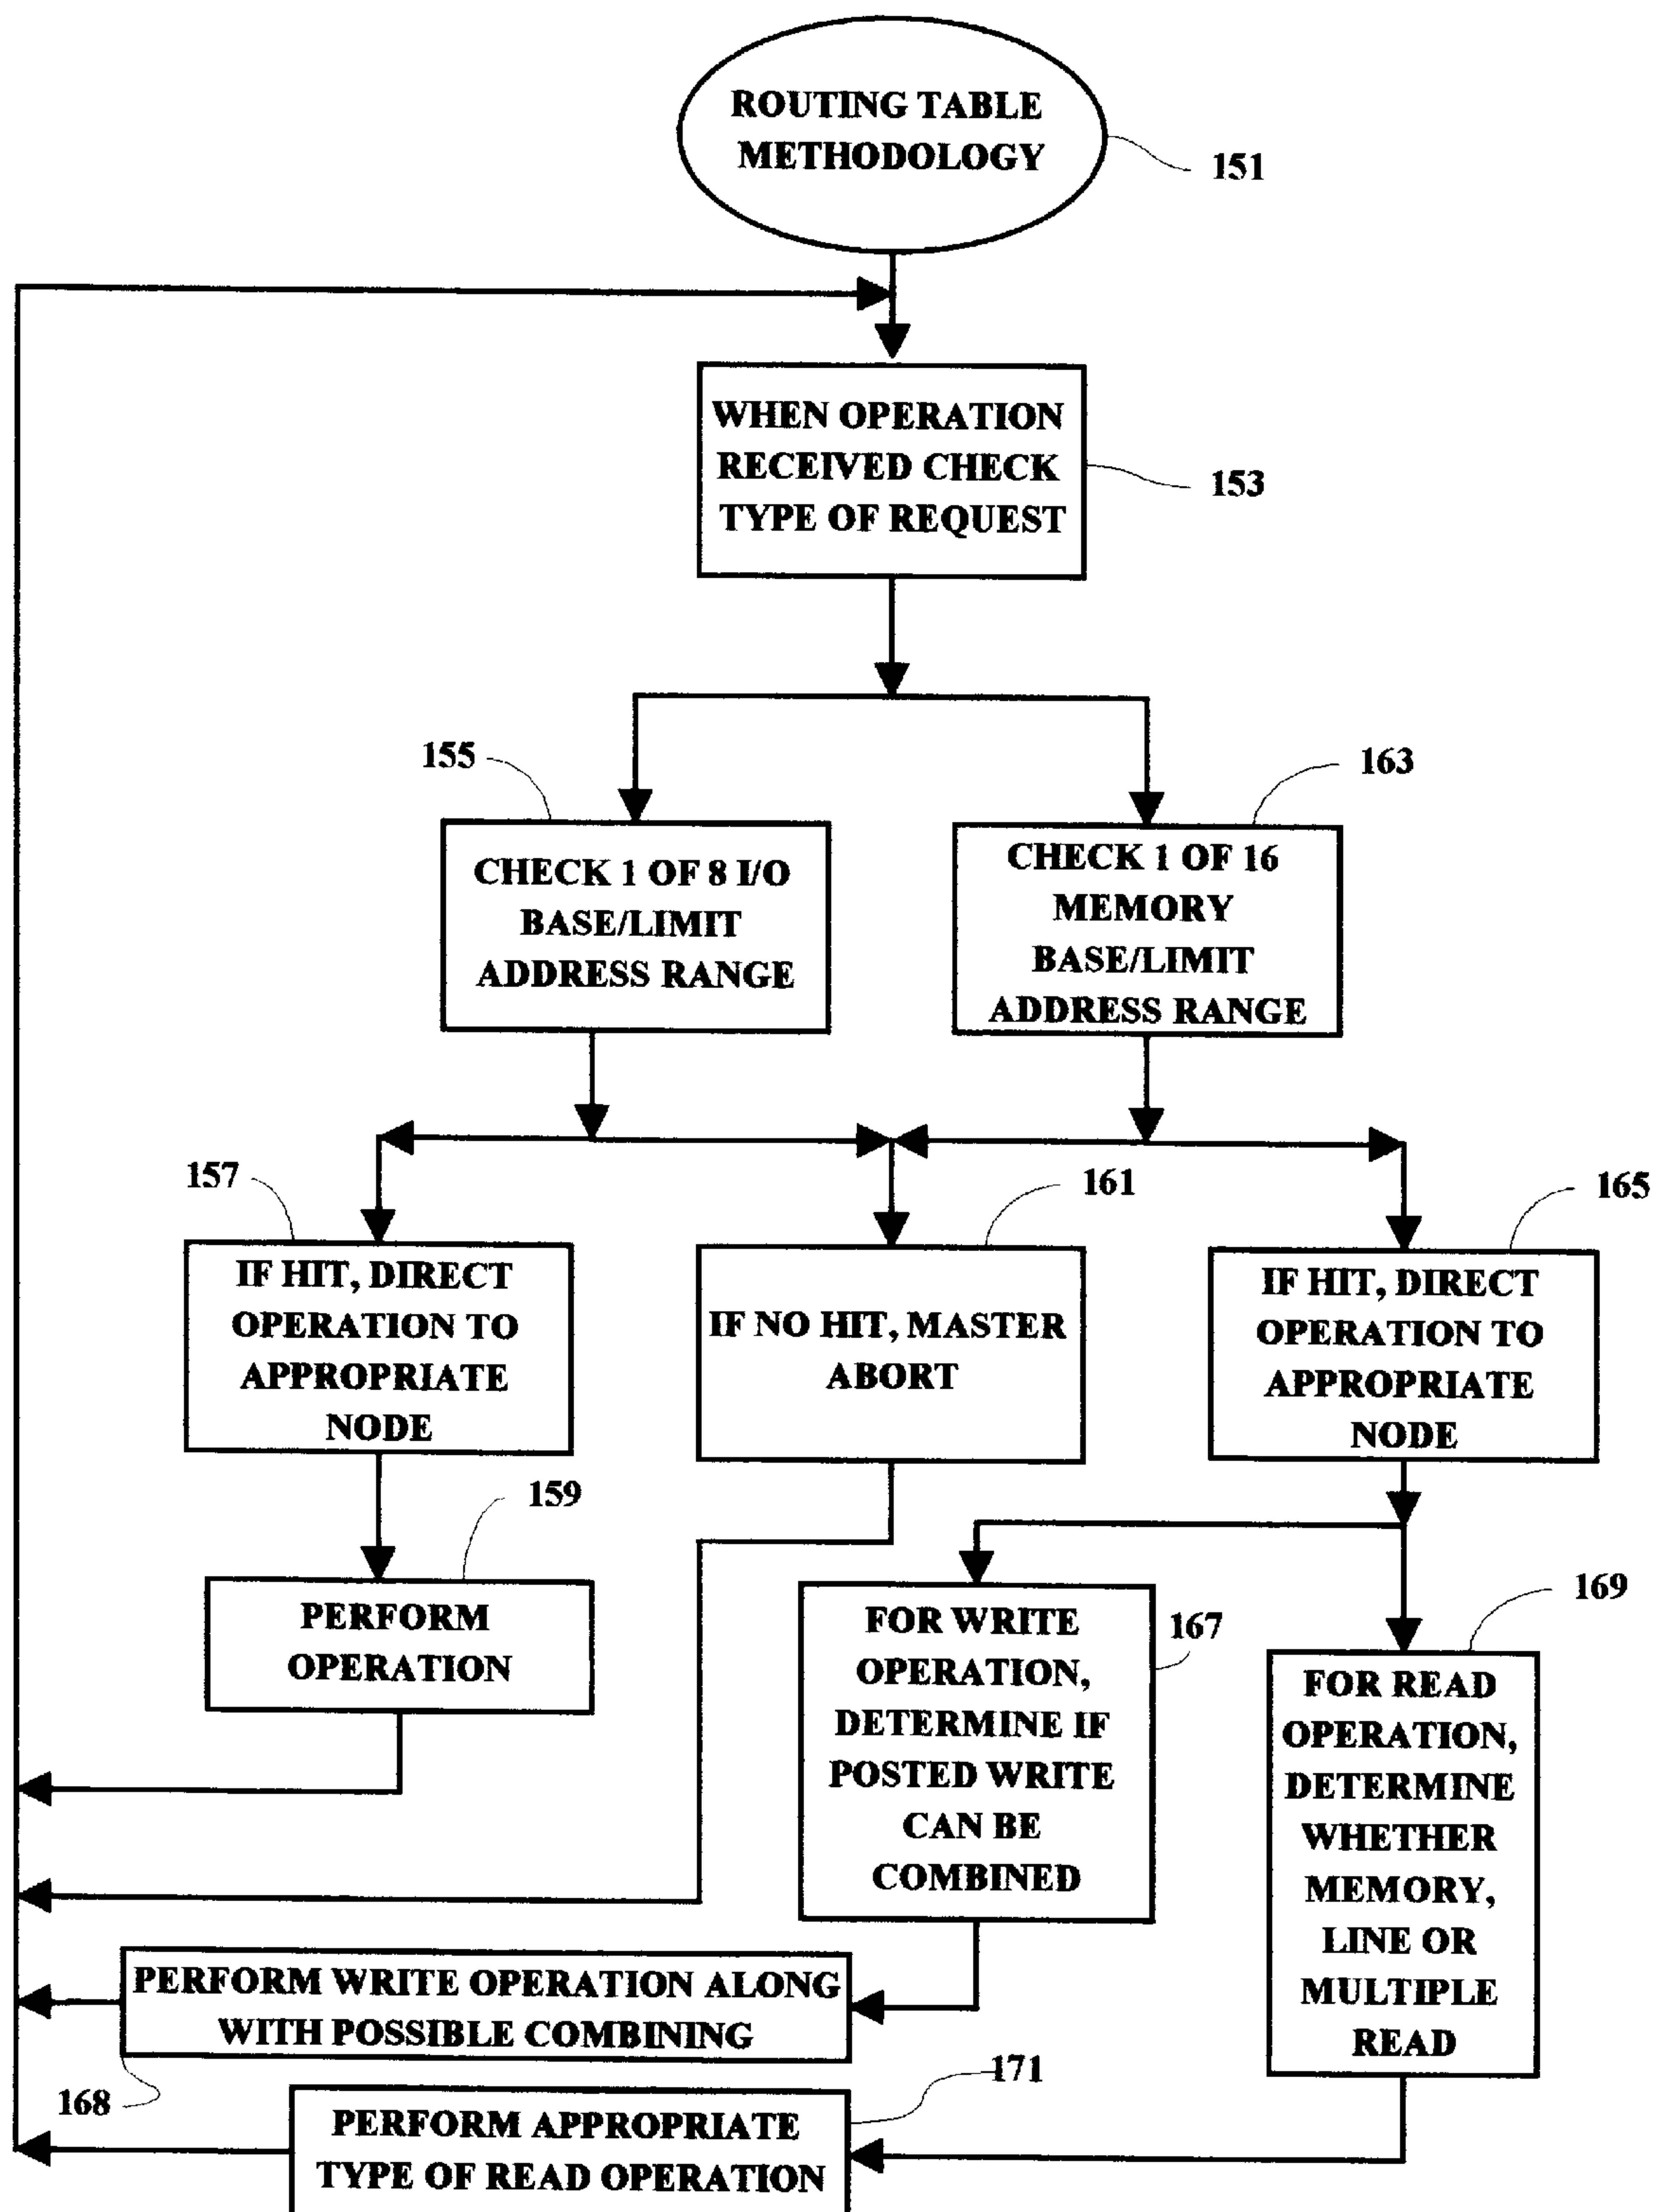 ROUTING TABLE
METHODOLOGY
151
WHEN OPERATION
RECEIVED CHECK
TYPE OF REQUEST
153
155
CHECK 1 OF 8 I/O
BASE/LIMIT
ADDRESS RANGE
163
CHECK 1 OF 16
MEMORY
BASE/LIMIT
ADDRESS RANGE
157
IF HIT, DIRECT
OPERATION TO
APPROPRIATE
NODE
161
IF NO HIT, MASTER
ABORT
165
IF HIT, DIRECT
OPERATION TO
APPROPRIATE
NODE
159
PERFORM
OPERATION
FOR WRITE
OPERATION,
DETERMINE IF
POSTED WRITE
CAN BE
COMBINED
167
169
FOR READ
OPERATION,
DETERMINE
WHETHER
MEMORY,
LINE OR
MULTIPLE
READ
PERFORM WRITE OPERATION ALONG
WITH POSSIBLE COMBINING
168
171
PERFORM APPROPRIATE
TYPE OF READ OPERATION